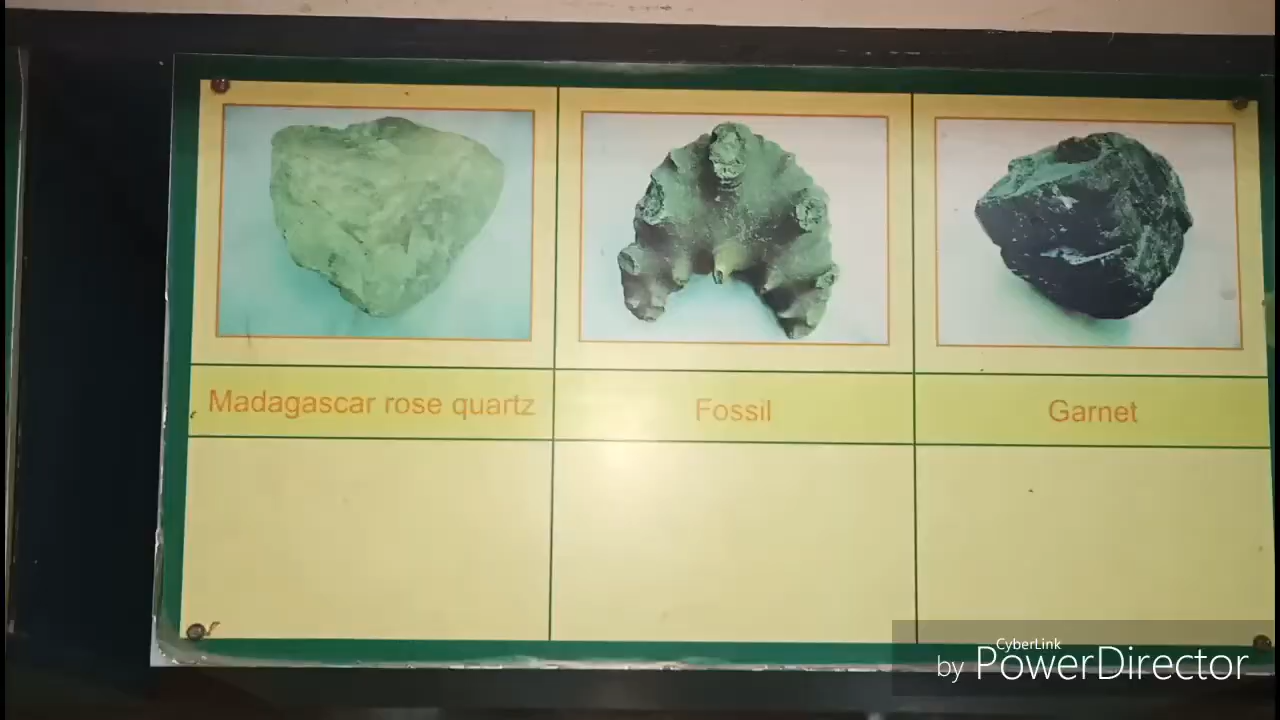 Madagascar rose quartz
Fossil
Garnet
CyberLink
by PowerDirector